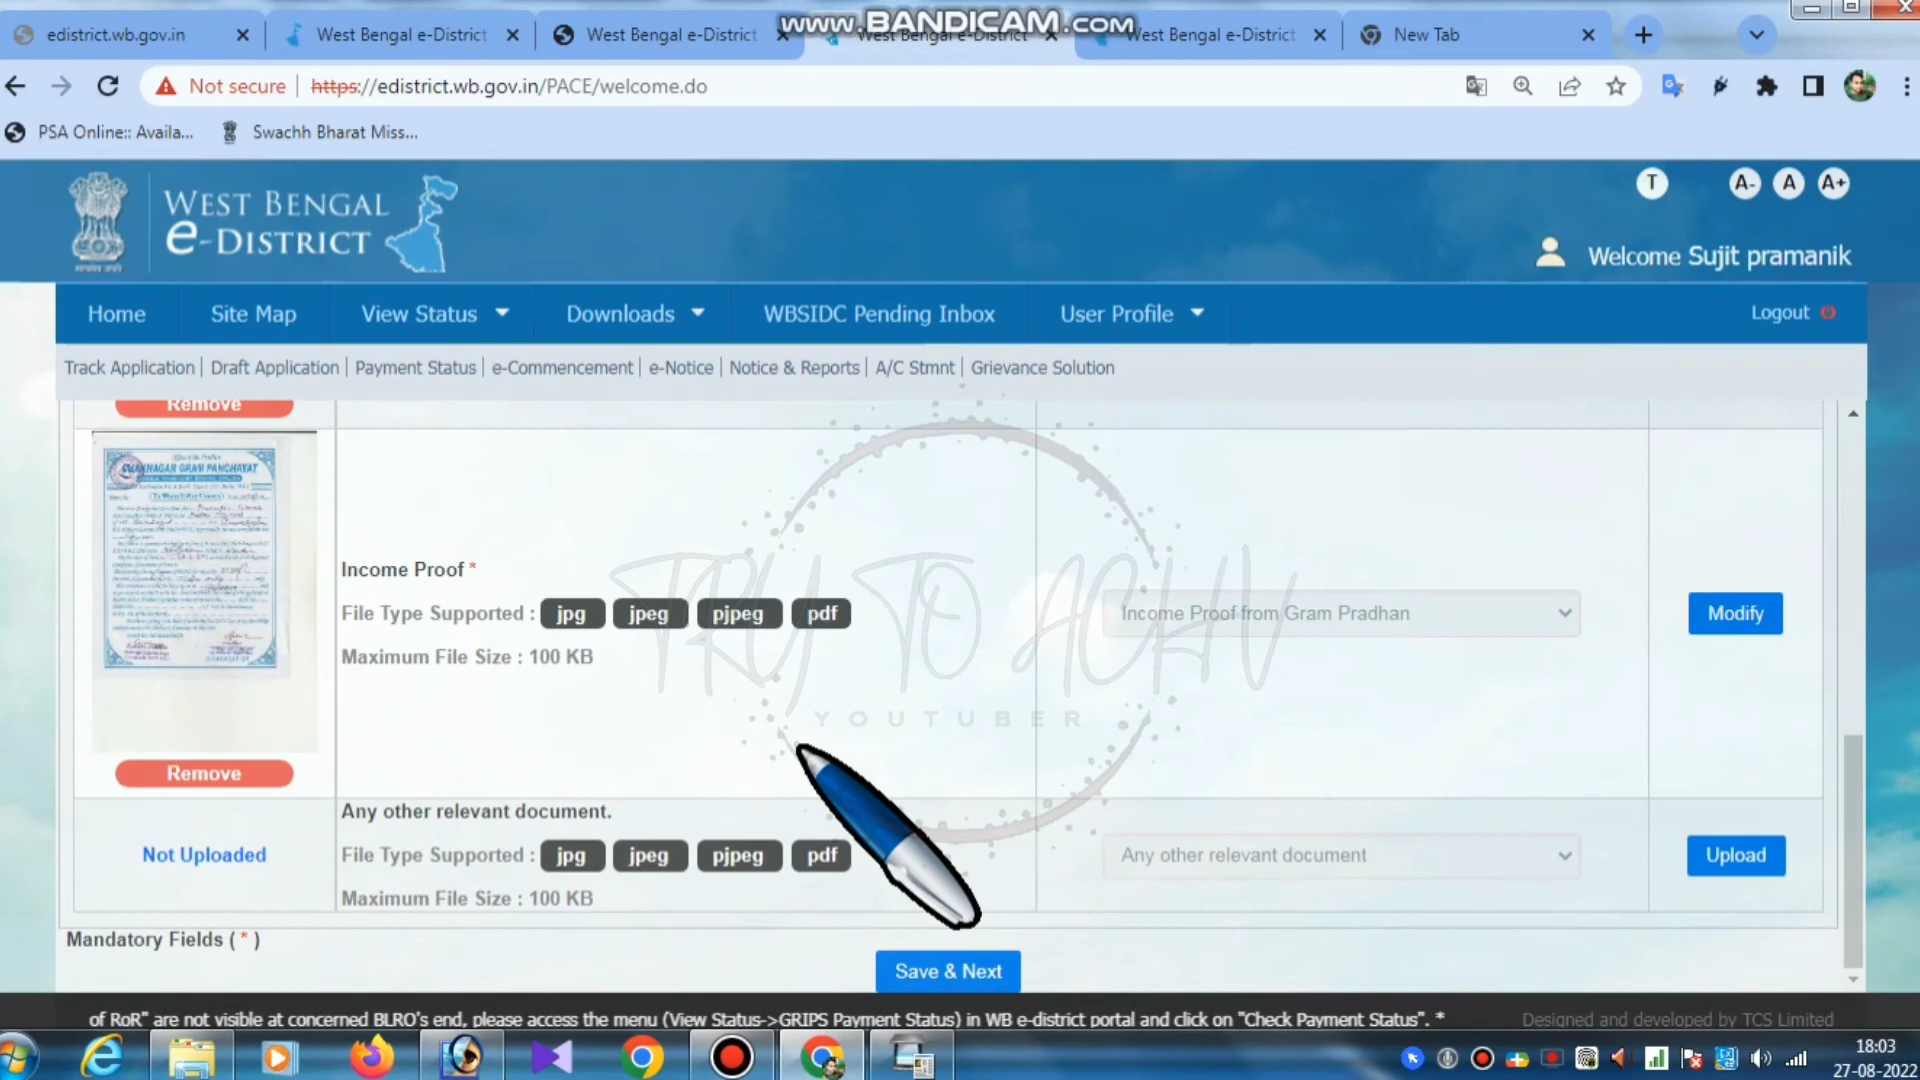 www.BANDICAM.com
edistrict.wb.gov.in
West Bengal e-District
West Bengal e-District
West Bengal e-District
West Bengal e-District
New Tab
Not secure
https://edistrict.wb.gov.in/PACE/welcome.do
PSA Online:: Availa...
Swachh Bharat Miss...
WEST BENGAL
e-DISTRICT
T
A-
A
A+
Welcome Sujit pramanik
Home
Site Map
View Status
Downloads
WBSIDC Pending Inbox
User Profile
Logout
Track Application | Draft Application | Payment Status | e-Commencement | e-Notice | Notice & Reports | A/C Stmnt | Grievance Solution
Remove
GRAM PANCHAYAT
Income Proof *
File Type Supported : jpg jpeg pjpeg pdf
Maximum File Size : 100 KB
Income Proof from Gram Pradhan
Modify
TRY TO ACHV
YOUTUBER
Remove
Any other relevant document.
Not Uploaded
File Type Supported : jpg jpeg pjpeg pdf
Maximum File Size : 100 KB
Any other relevant document
Upload
Mandatory Fields ( * )
Save & Next
of RoR" are not visible at concerned BLRO's end, please access the menu (View Status->GRIPS Payment Status) in WB e-district portal and click on "Check Payment Status". *
Designed and developed by TCS Limited
18:03
27-08-2022